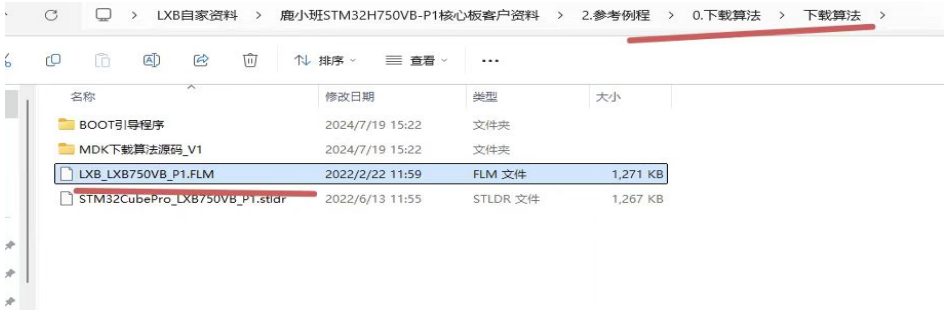 LXB自家资料 > 鹿小班STM32H750VB-P1核心板客户资料 > 2.参考例程 > 0.下载算法 > 下载算法 >
排序 查看 ...
名称 修改日期 类型 大小
BOOT引导程序 2024/7/19 15:22 文件夹
MDK下载算法源码_V1 2024/7/19 15:22 文件夹
LXB_LXB750VB_P1.FLM 2022/2/22 11:59 FLM 文件 1,271 KB
STM32CubePro_LXB750VB_P1.stldr 2022/6/13 11:55 STLDR 文件 1,267 KB